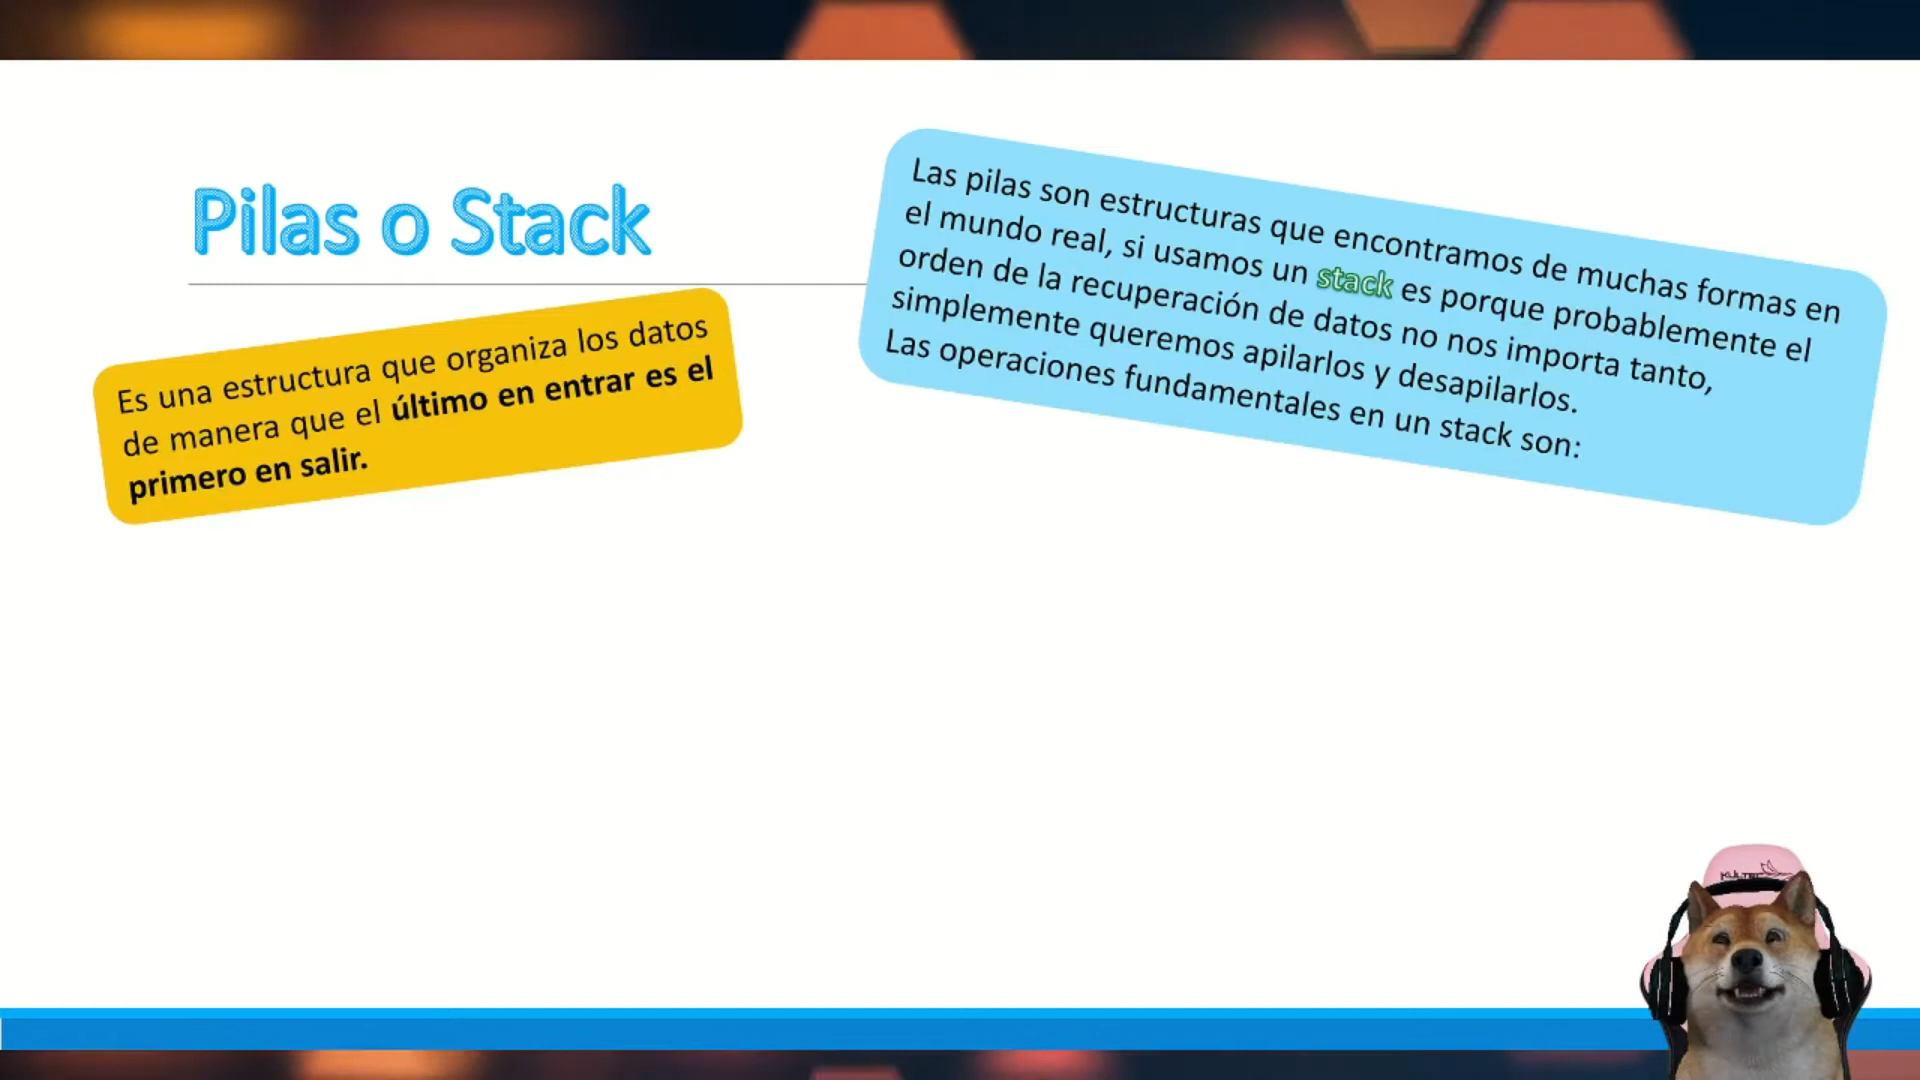 Pilas o Stack
Es una estructura que organiza los datos
de manera que el último en entrar es el
primero en salir.
Las pilas son estructuras que encontramos de muchas formas en
el mundo real, si usamos un stack es porque probablemente el
orden de la recuperación de datos no nos importa tanto,
simplemente queremos apilarlos y desapilarlos.
Las operaciones fundamentales en un stack son: